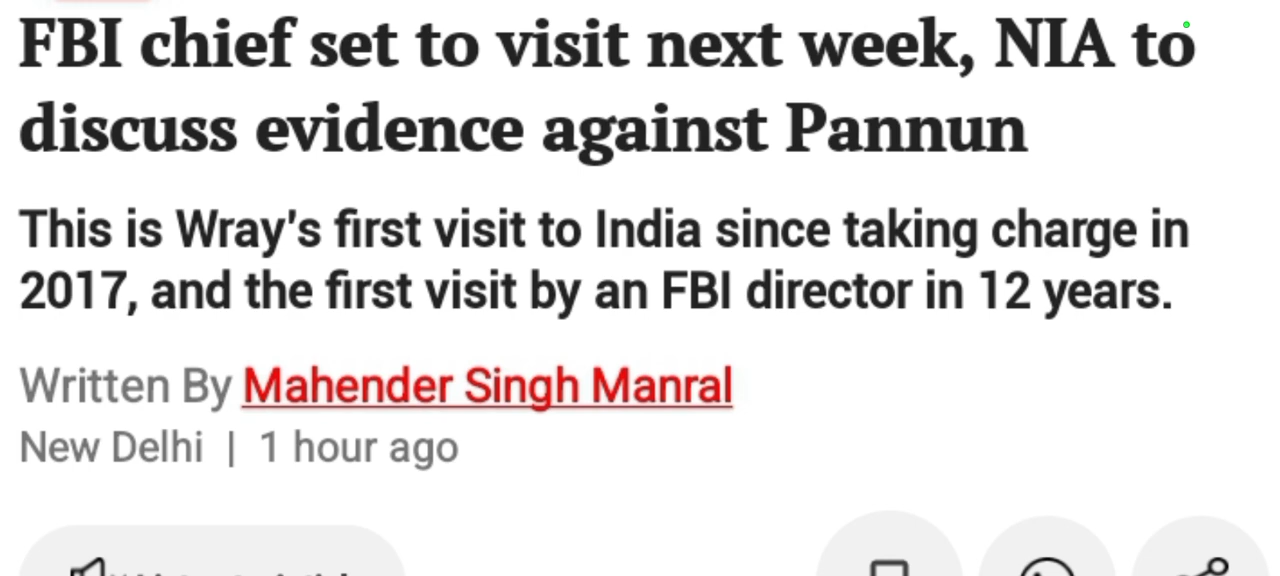 FBI chief set to visit next week, NIA to
discuss evidence against Pannun
This is Wray's first visit to India since taking charge in
2017, and the first visit by an FBI director in 12 years.
Written By Mahender Singh Manral
New Delhi | 1 hour ago